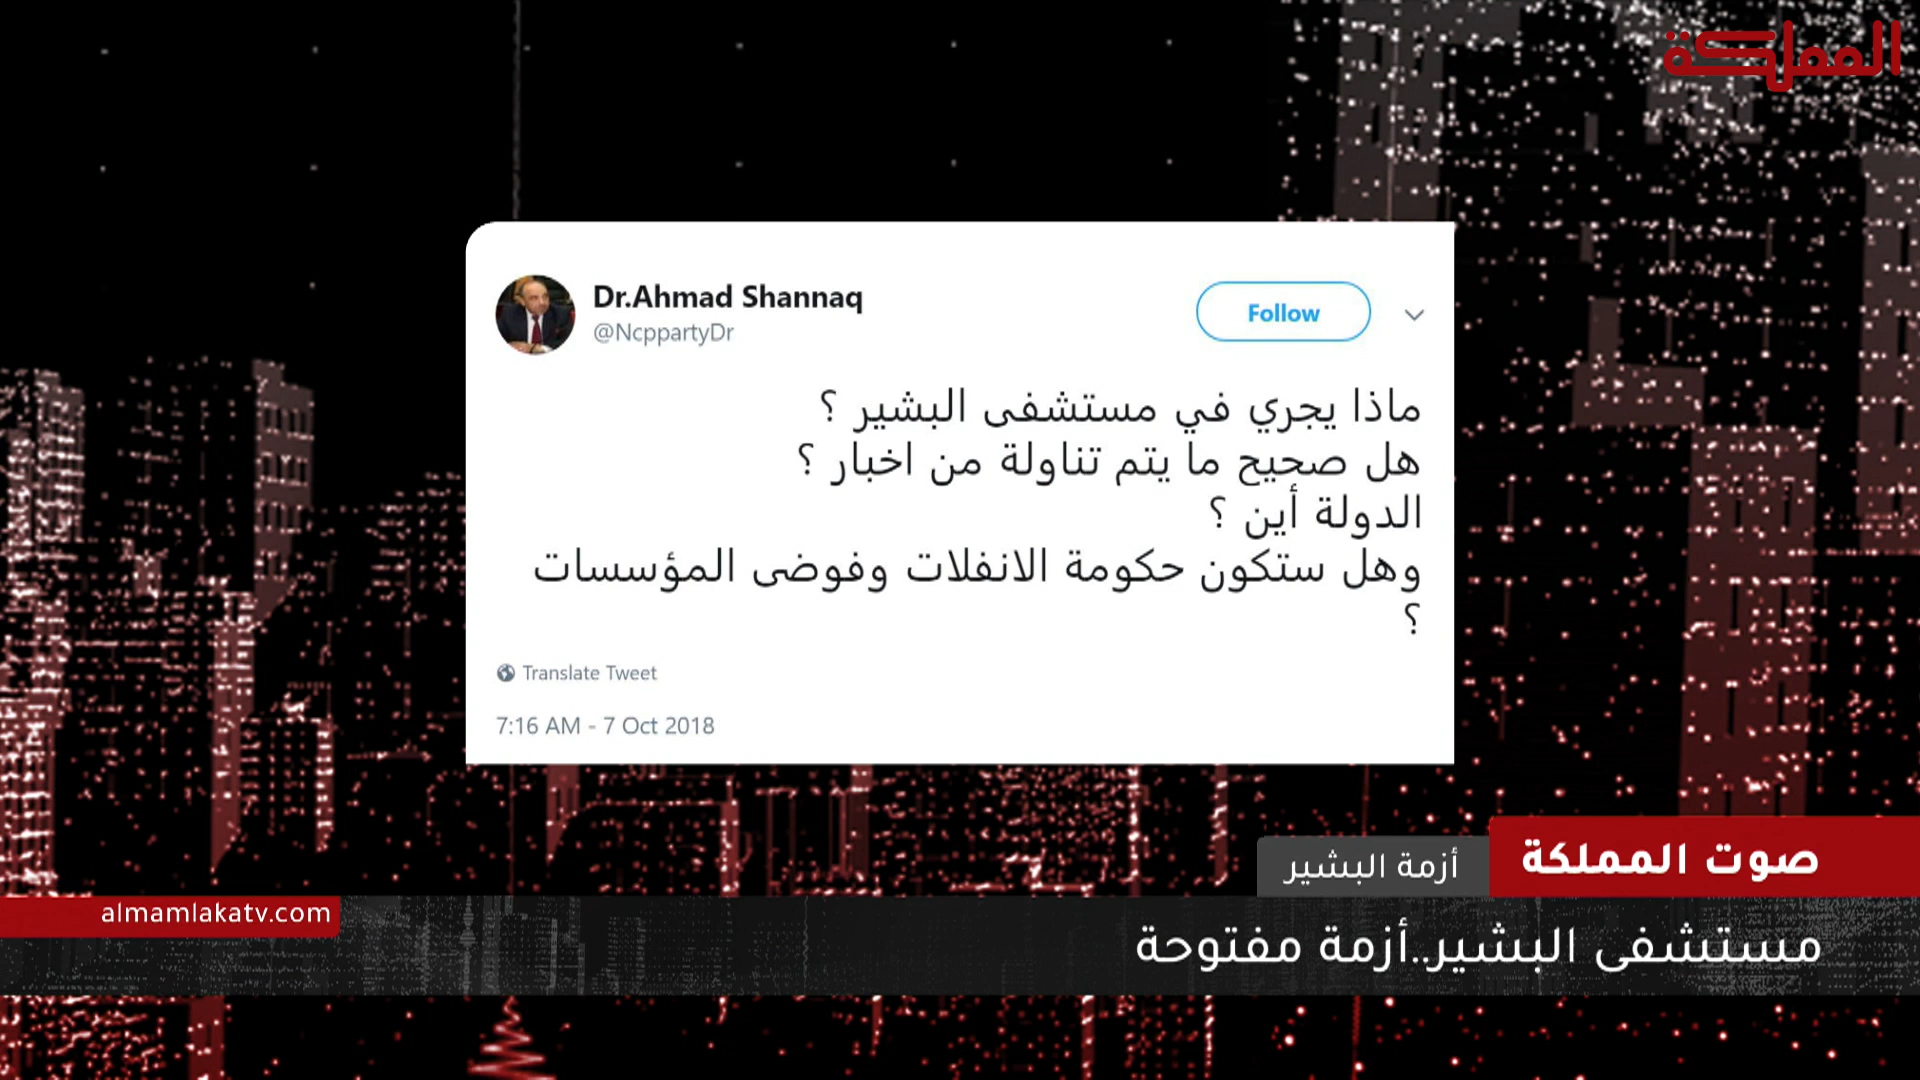 المملكة
Dr.Ahmad Shannaq
@NcppartyDr
Follow
ماذا يجري في مستشفى البشير ؟
هل صحيح ما يتم تناولة من اخبار ؟
الدولة أين ؟
وهل ستكون حكومة الانفلات وفوضى المؤسسات
؟
Translate Tweet
7:16 AM - 7 Oct 2018
صوت المملكة
أزمة البشير
almamlakatv.com
مستشفى البشير..أزمة مفتوحة